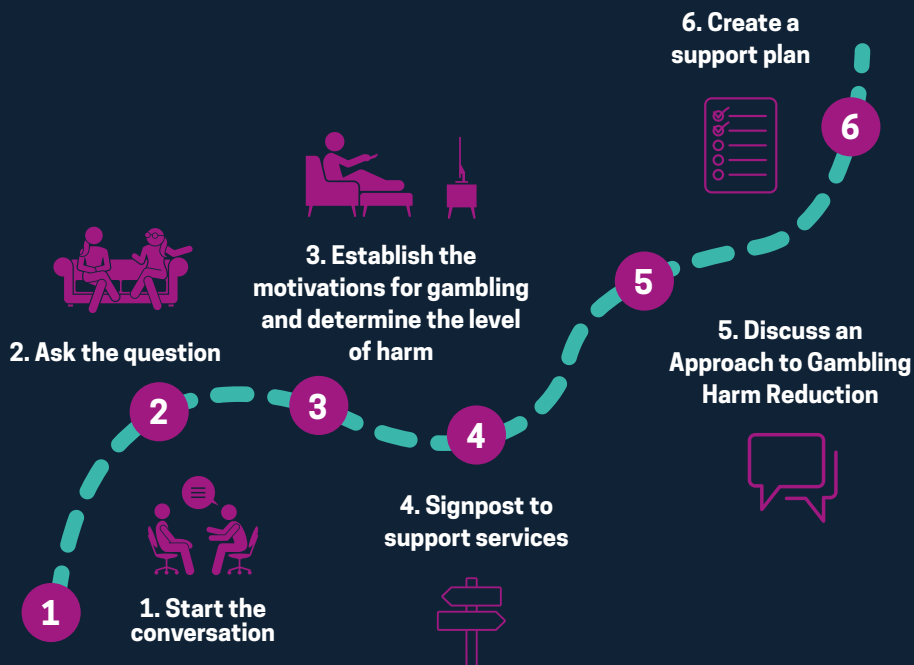 6. Create a
support plan
6
3. Establish the
motivations for gambling
and determine the level
of harm
5
2. Ask the question
5. Discuss an
Approach to Gambling
Harm Reduction
2
3
4
4. Signpost to
support services
1
1. Start the
conversation